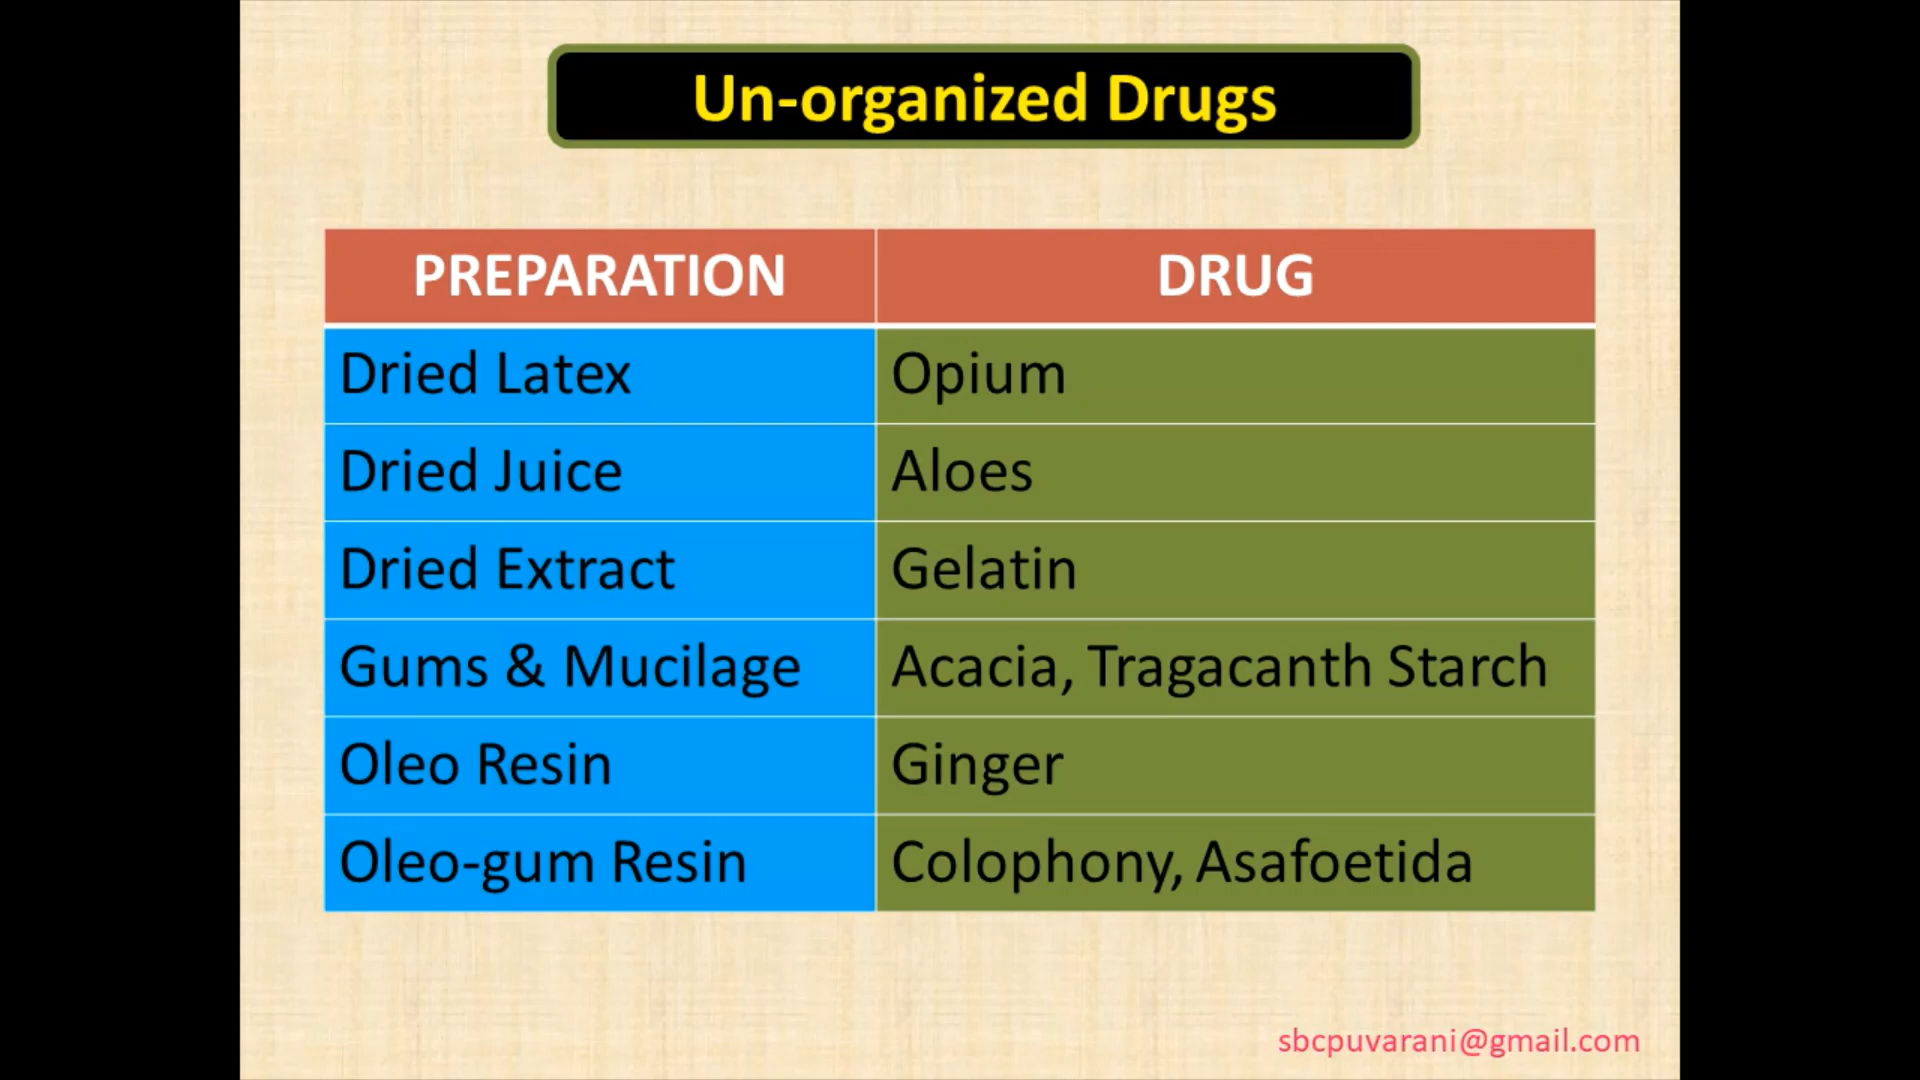 Un-organized Drugs
PREPARATION DRUG
Dried Latex Opium
Dried Juice Aloes
Dried Extract Gelatin
Gums & Mucilage Acacia, Tragacanth Starch
Oleo Resin Ginger
Oleo-gum Resin Colophony, Asafoetida
sbcpuvarani@gmail.com